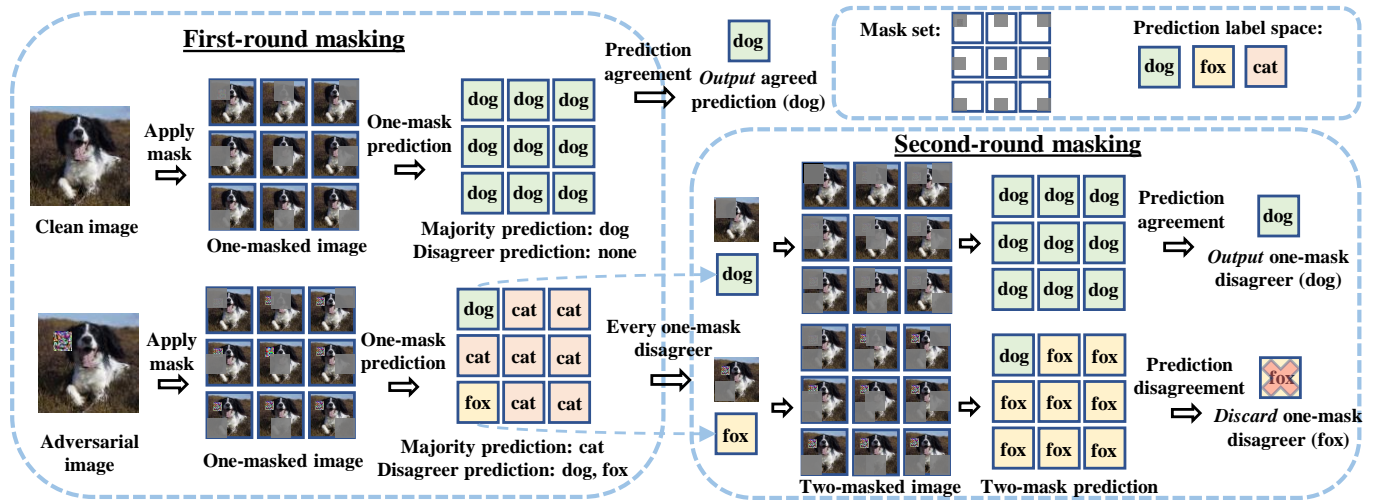 First-round masking
Clean image
Apply
mask
One-masked image
One-mask
prediction
dog dog dog
dog dog dog
dog dog dog
Majority prediction: dog
Disagreer prediction: none
Prediction
agreement
dog
Output agreed
prediction (dog)
Mask set:
Prediction label space:
dog fox cat
Adversarial
image
Apply
mask
One-masked image
One-mask
prediction
dog cat cat
cat cat cat
fox cat cat
Majority prediction: cat
Disagreer prediction: dog, fox
Every one-mask
disagreer
Second-round masking
dog
dog dog dog
dog dog dog
dog dog dog
Prediction
agreement
dog
Output one-mask
disagreer (dog)
fox
Two-masked image
dog fox fox
fox fox fox
fox fox fox
Two-mask prediction
Prediction
disagreement
fox
Discard one-mask
disagreer (fox)